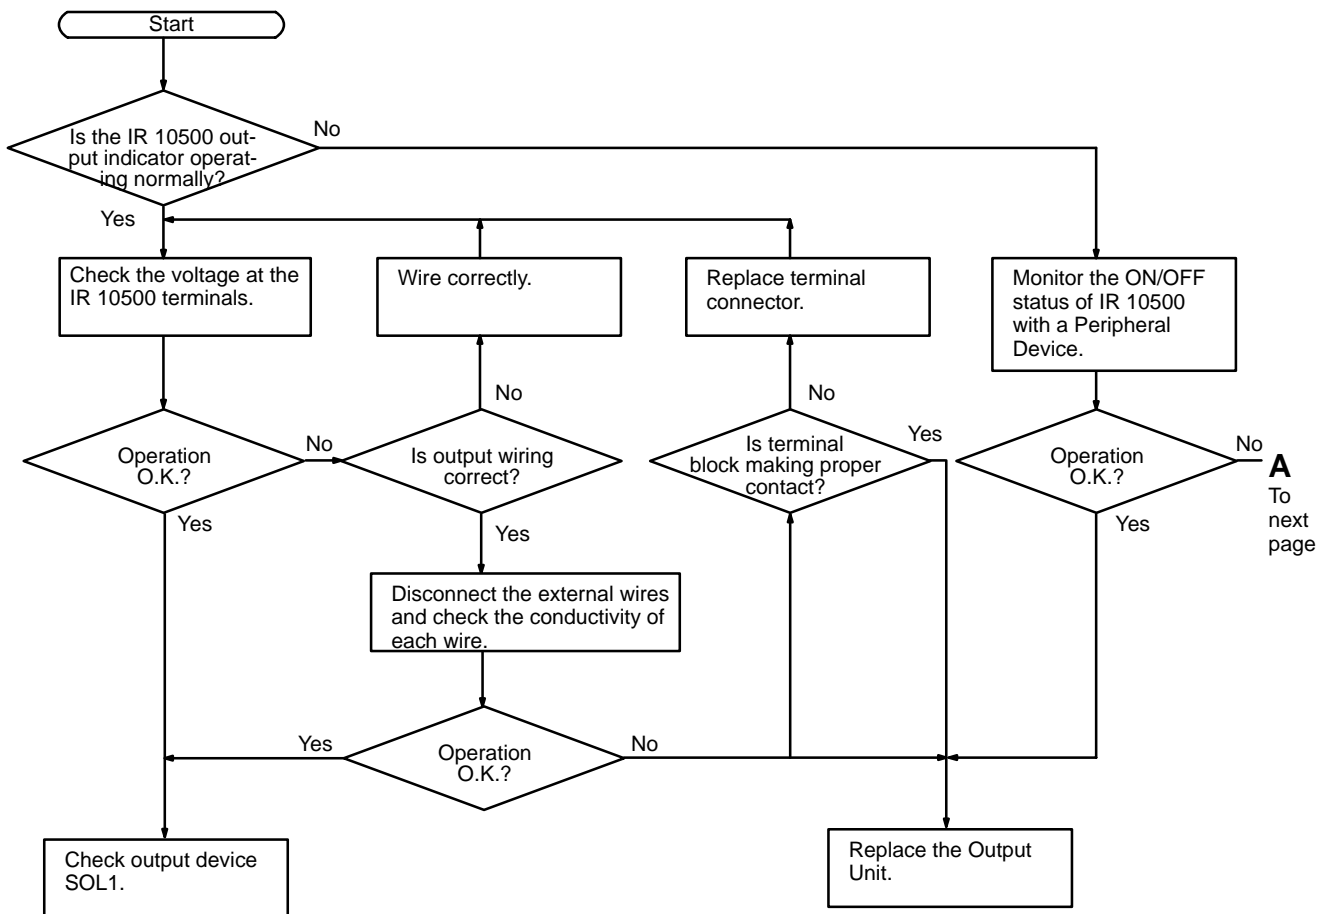 Start
Is the IR 10500 out-
put indicator operat-
ing normally?
No
Yes
Check the voltage at the
IR 10500 terminals.
Wire correctly.
Replace terminal
connector.
Monitor the ON/OFF
status of IR 10500
with a Peripheral
Device.
No
No
Operation
O.K.?
No
Is output wiring
correct?
Is terminal
block making proper
contact?
Yes
Operation
O.K.?
No
A
To
next
page
Yes
Yes
Yes
Disconnect the external wires
and check the conductivity of
each wire.
Yes
Operation
O.K.?
No
Check output device
SOL1.
Replace the Output
Unit.